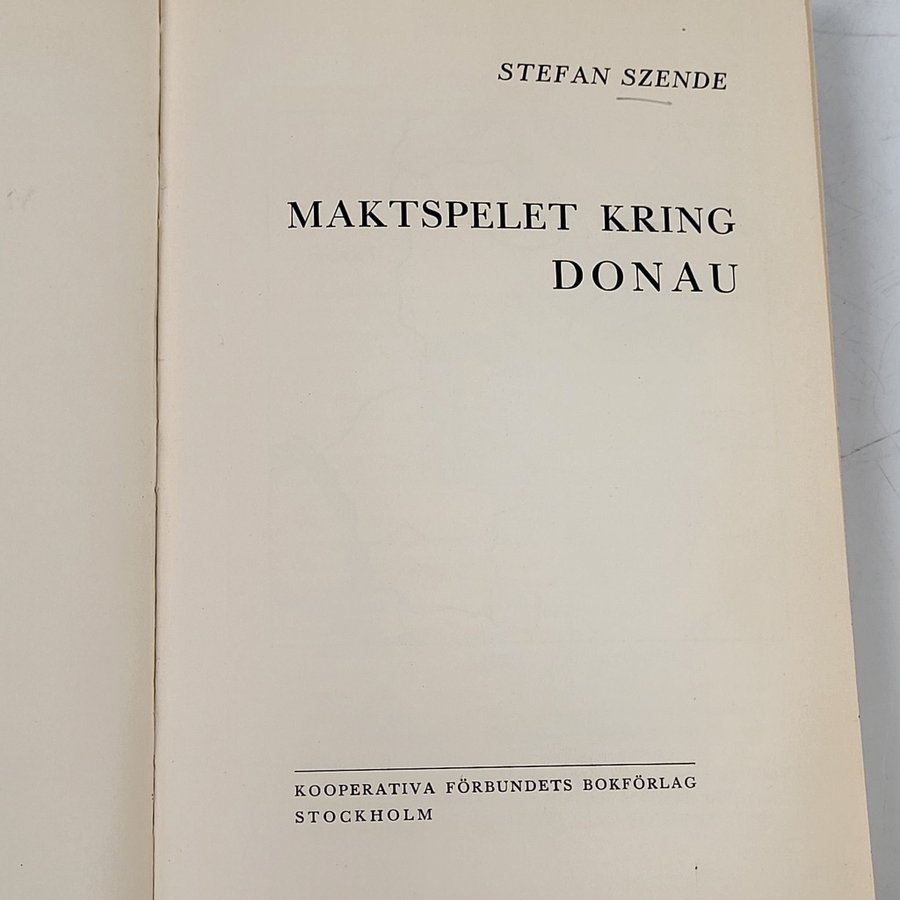 STEFAN SZENDE
MAKTSPELET KRING
DONAU
KOOPERATIVA FÖRBUNDETS BOKFÖRLAG
STOCKHOLM